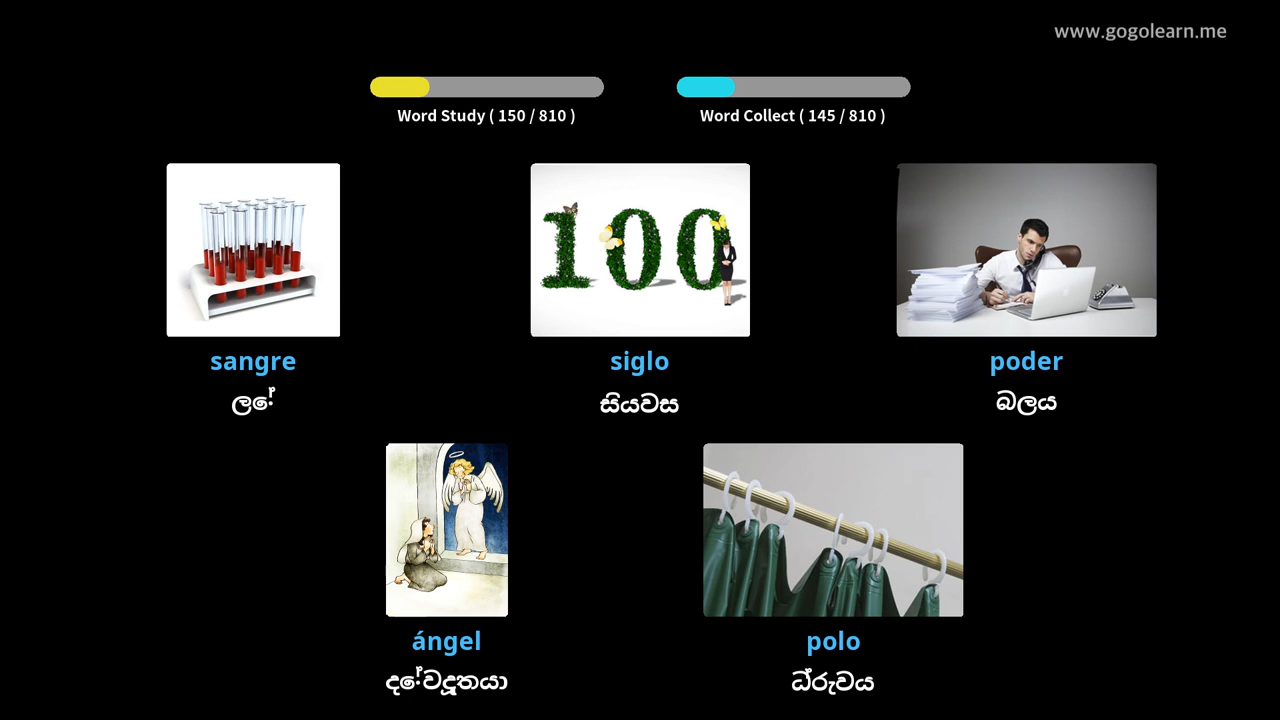 www.gogolearn.me
Word Study ( 150 / 810 )
Word Collect ( 145 / 810 )
sangre
siglo
poder
ලේ
සියවස
බලය
ángel
polo
දේවදූතයා
ධ්රුවය